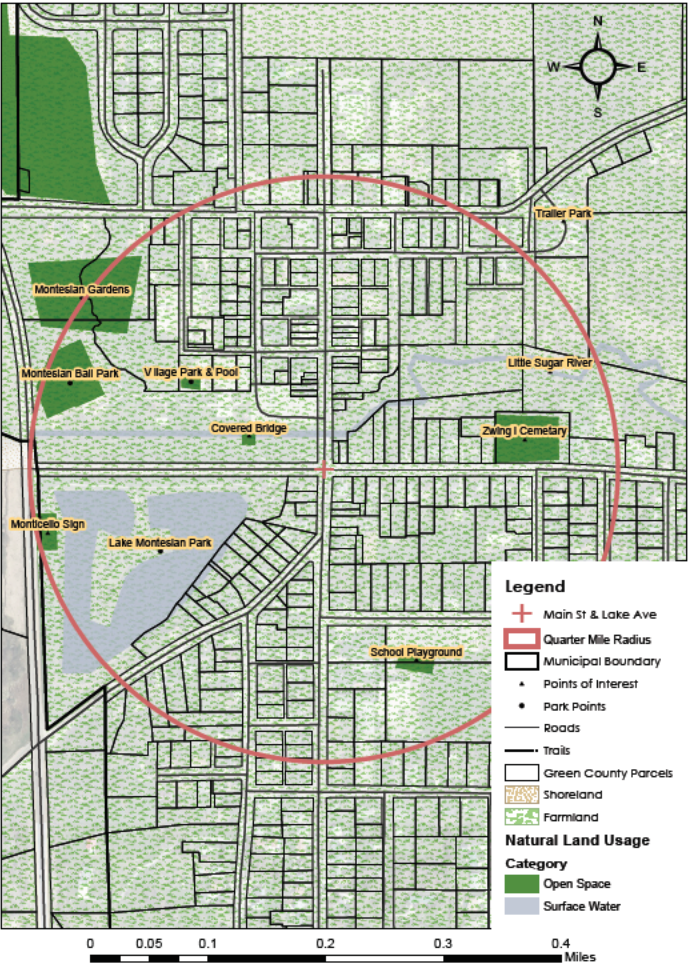 N
W E
S
Trailer Park
Montesian Gardens
Montesian Ball Park
Village Park & Pool
Little Sugar River
Covered Bridge
Zwingl Cemetary
Monticello Sign
Lake Montesian Park
School Playground
Legend
Main St & Lake Ave
Quarter Mile Radius
Municipal Boundary
Points of Interest
Park Points
Roads
Trails
Green County Parcels
Shoreland
Farmland
Natural Land Usage
Category
Open Space
Surface Water
0 0.05 0.1 0.2 0.3 0.4
Miles